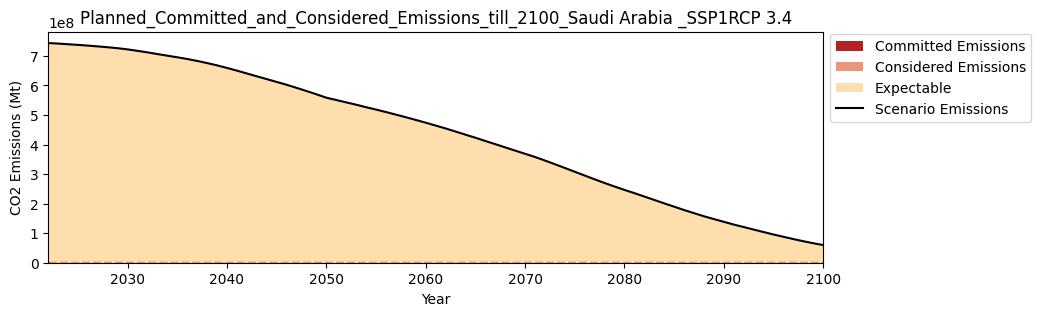 Planned_Committed_and_Considered_Emissions_till_2100_Saudi Arabia _SSP1RCP 3.4
1e8
7
6
5
4
3
2
1
0
CO2 Emissions (Mt)
2030 2040 2050 2060 2070 2080 2090 2100
Year
Committed Emissions
Considered Emissions
Expectable
Scenario Emissions